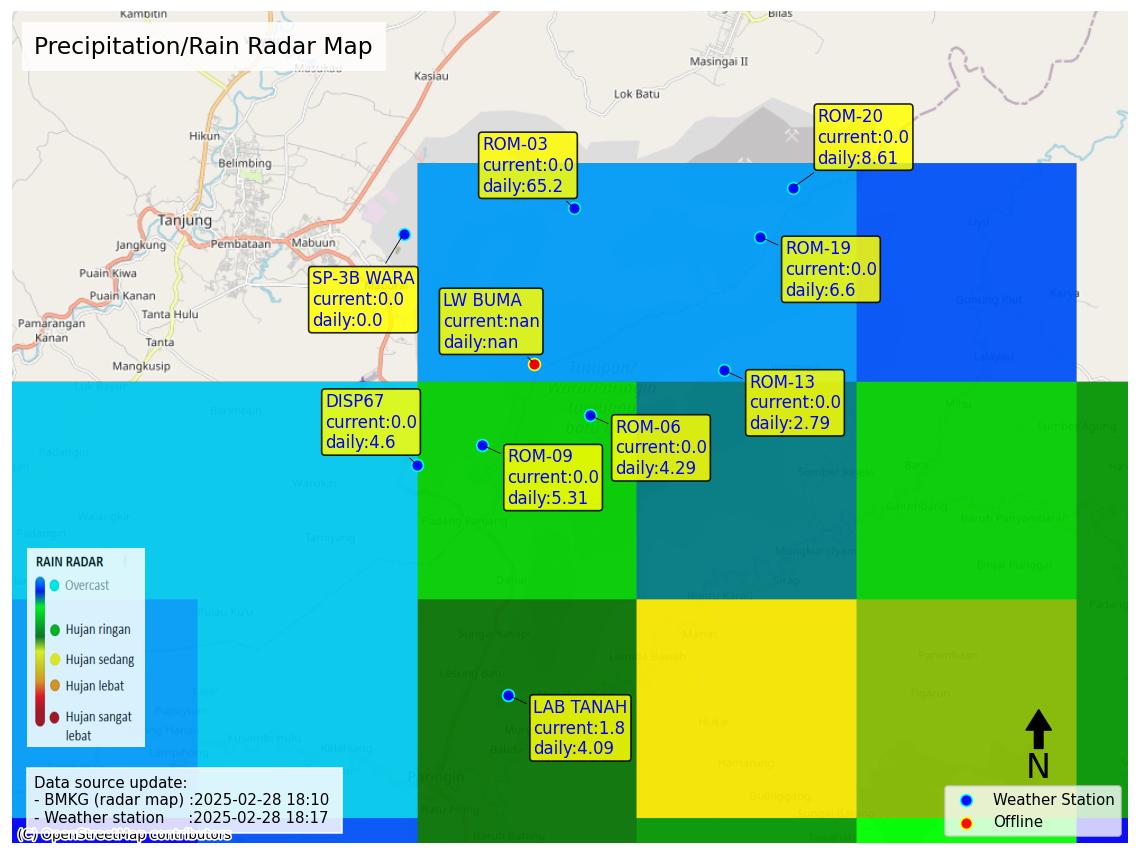 Kambitin
Bilas
Precipitation/Rain Radar Map
Masukau
Kasiau
Masingai II
Lok Batu
Hikun
Belimbing
ROM-20
current:0.0
daily:8.61
ROM-03
current:0.0
daily:65.2
Tanjung
Jangkung
Pembataan
Mabuun
ROM-19
current:0.0
daily:6.6
Puain Kiwa
Puain Kanan
SP-3B WARA
current:0.0
daily:0.0
LW BUMA
current:nan
daily:nan
Tanta Hulu
Pamarangan
Kanan
Tanta
Mangkusip
Karya
ROM-13
current:0.0
daily:2.79
DISP67
current:0.0
daily:4.6
ROM-06
current:0.0
daily:4.29
ROM-09
current:0.0
daily:5.31
Padang Panjang
Dahai
RAIN RADAR
Overcast
Hujan ringan
Hujan sedang
Hujan lebat
Hujan sangat
lebat
LAB TANAH
current:1.8
daily:4.09
Paringin
N
Data source update:
- BMKG (radar map) :2025-02-28 18:10
- Weather station :2025-02-28 18:17
(C) OpenStreetMap contributors
Weather Station
Offline